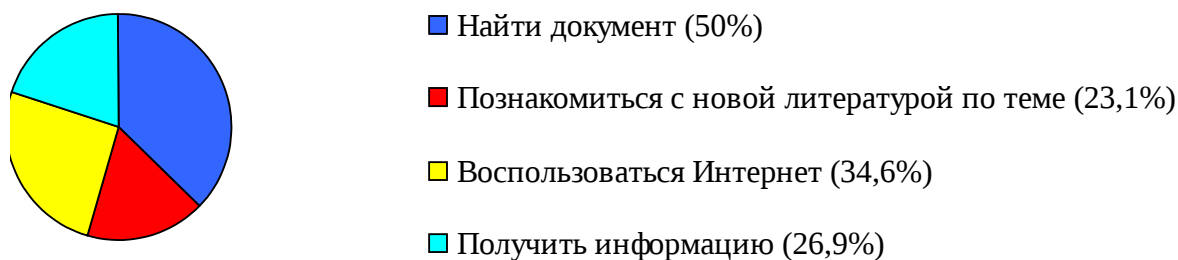 Найти документ (50%)
Познакомиться с новой литературой по теме (23,1%)
Воспользоваться Интернет (34,6%)
Получить информацию (26,9%)